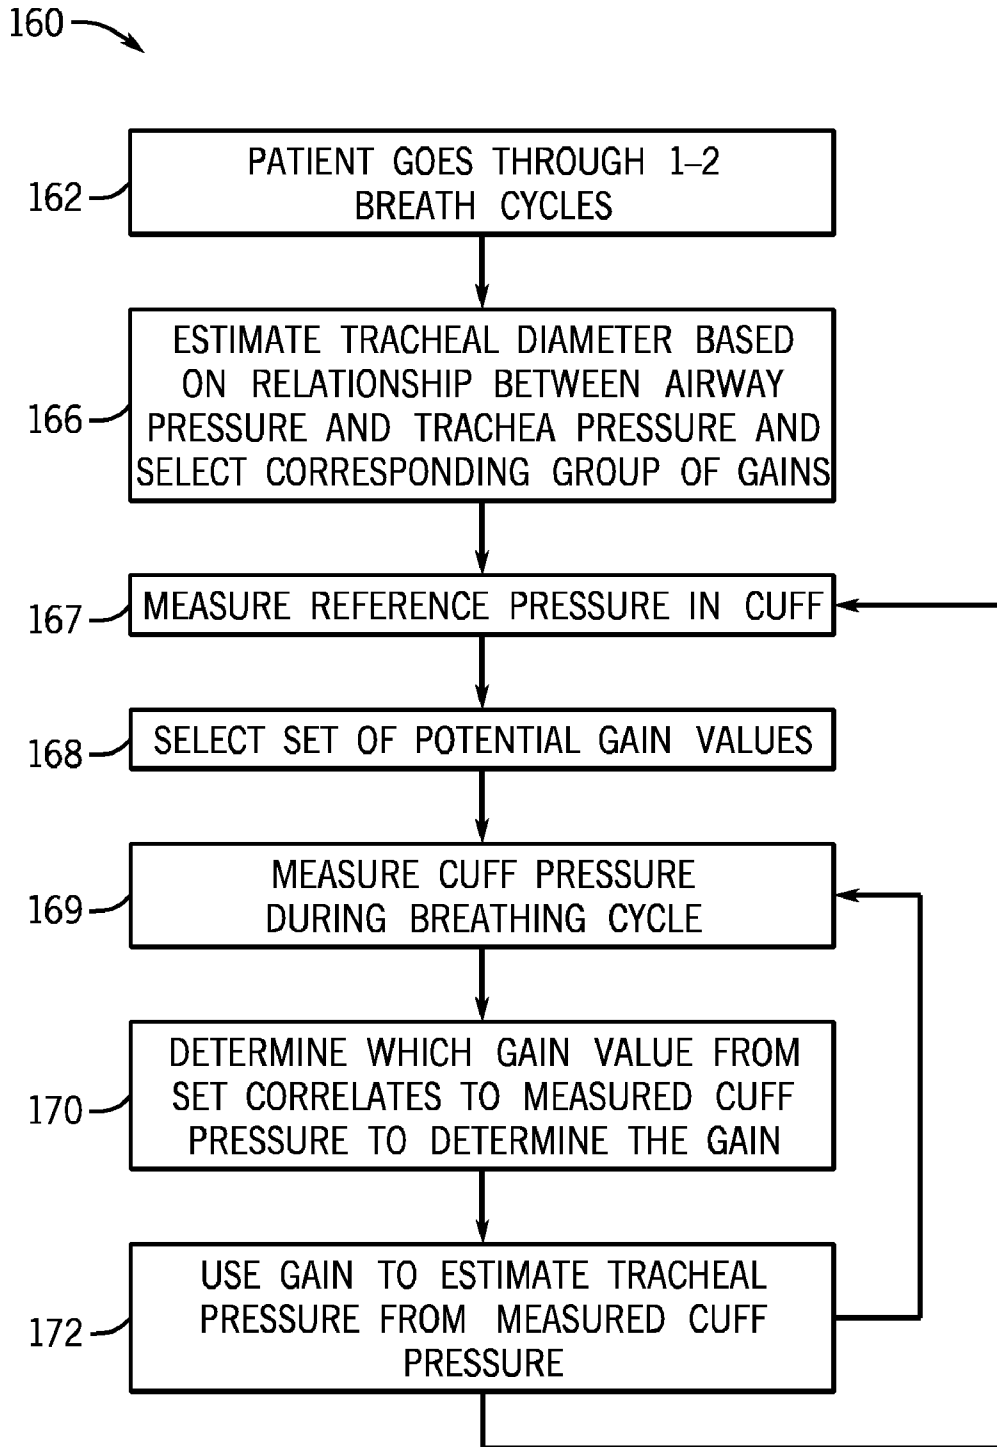 160
162
PATIENT GOES THROUGH 1–2
BREATH CYCLES
166
ESTIMATE TRACHEAL DIAMETER BASED
ON RELATIONSHIP BETWEEN AIRWAY
PRESSURE AND TRACHEA PRESSURE AND
SELECT CORRESPONDING GROUP OF GAINS
167
MEASURE REFERENCE PRESSURE IN CUFF
168
SELECT SET OF POTENTIAL GAIN VALUES
169
MEASURE CUFF PRESSURE
DURING BREATHING CYCLE
170
DETERMINE WHICH GAIN VALUE FROM
SET CORRELATES TO MEASURED CUFF
PRESSURE TO DETERMINE THE GAIN
172
USE GAIN TO ESTIMATE TRACHEAL
PRESSURE FROM MEASURED CUFF
PRESSURE